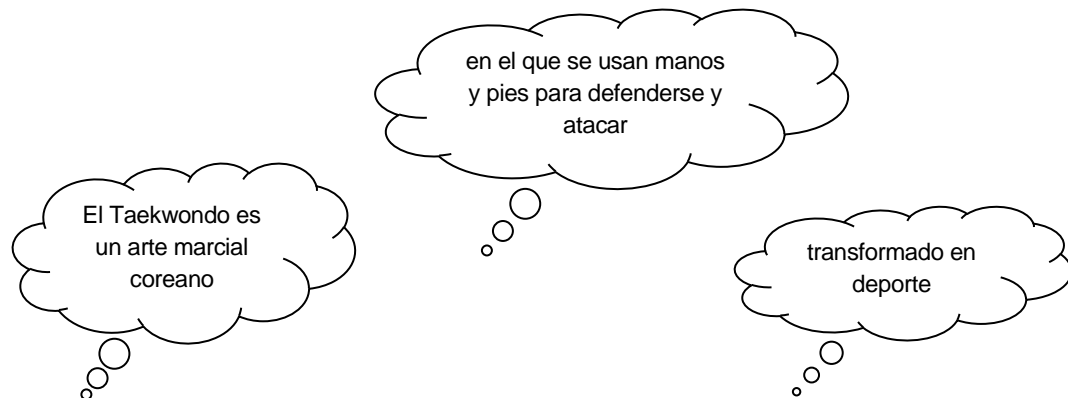 El Taekwondo es
un arte marcial
coreano
en el que se usan manos
y pies para defenderse y
atacar
transformado en
deporte